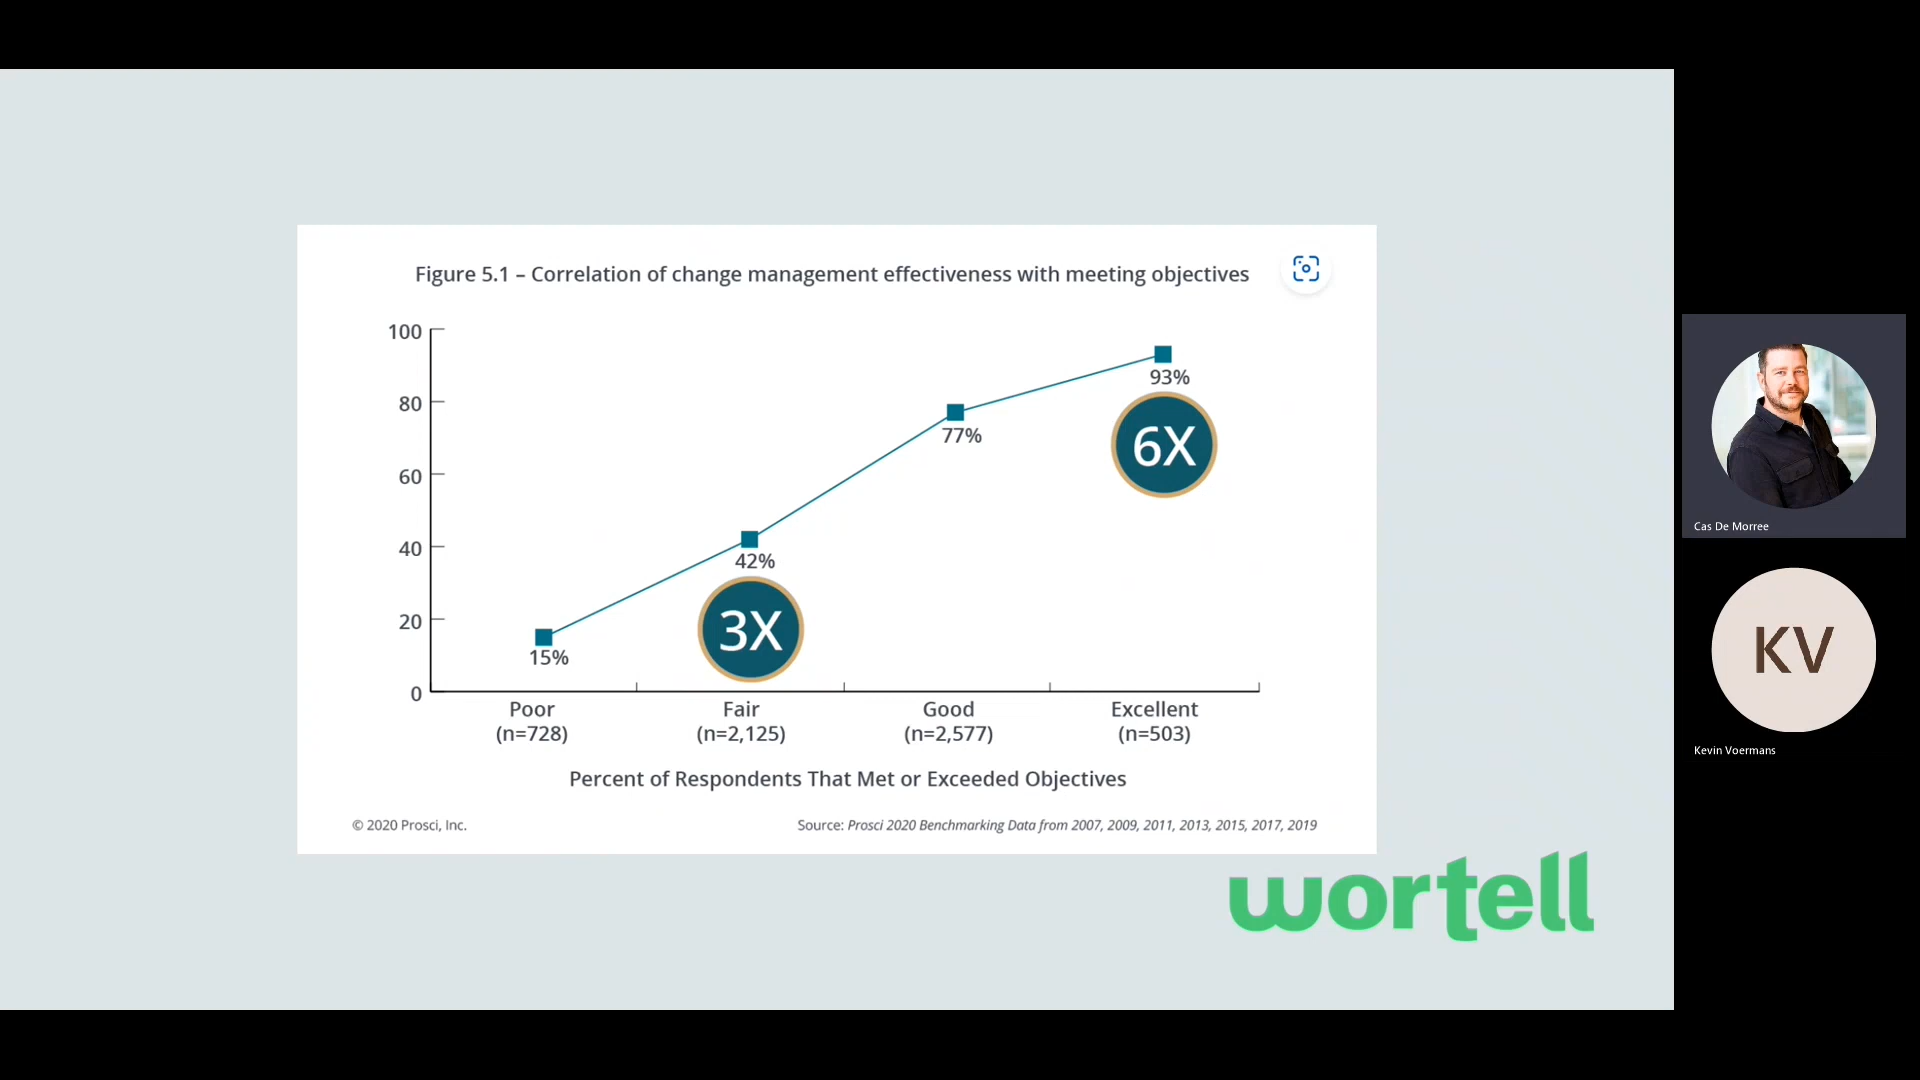 Figure 5.1 – Correlation of change management effectiveness with meeting objectives
100
80
60
40
20
0
15%
42%
77%
93%
3X
6X
Poor
(n=728)
Fair
(n=2,125)
Good
(n=2,577)
Excellent
(n=503)
Percent of Respondents That Met or Exceeded Objectives
© 2020 Prosci, Inc.
Source: Prosci 2020 Benchmarking Data from 2007, 2009, 2011, 2013, 2015, 2017, 2019
wortell
Cas De Morree
KV
Kevin Voermans